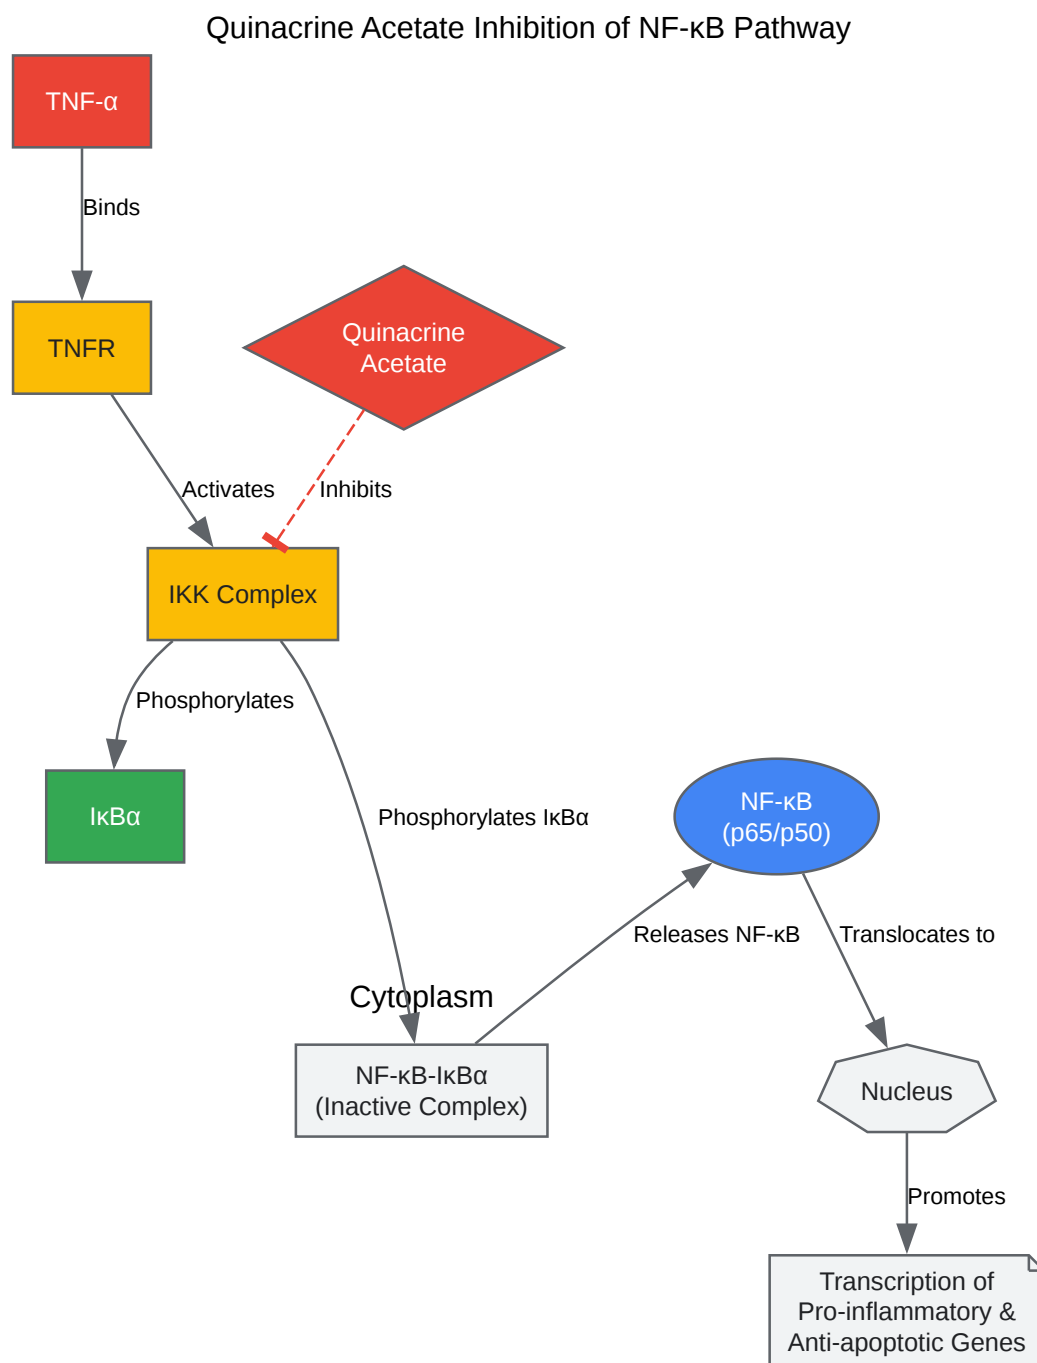 Quinacrine Acetate Inhibition of NF-κB Pathway
TNF-α
Binds
TNFR
Quinacrine
Acetate
Activates
Inhibits
IKK Complex
Phosphorylates
IκBα
Phosphorylates IκBα
NF-κB
(p65/p50)
Releases NF-κB
Translocates to
Cytoplasm
NF-κB-IκBα
(Inactive Complex)
Nucleus
Promotes
Transcription of
Pro-inflammatory &
Anti-apoptotic Genes